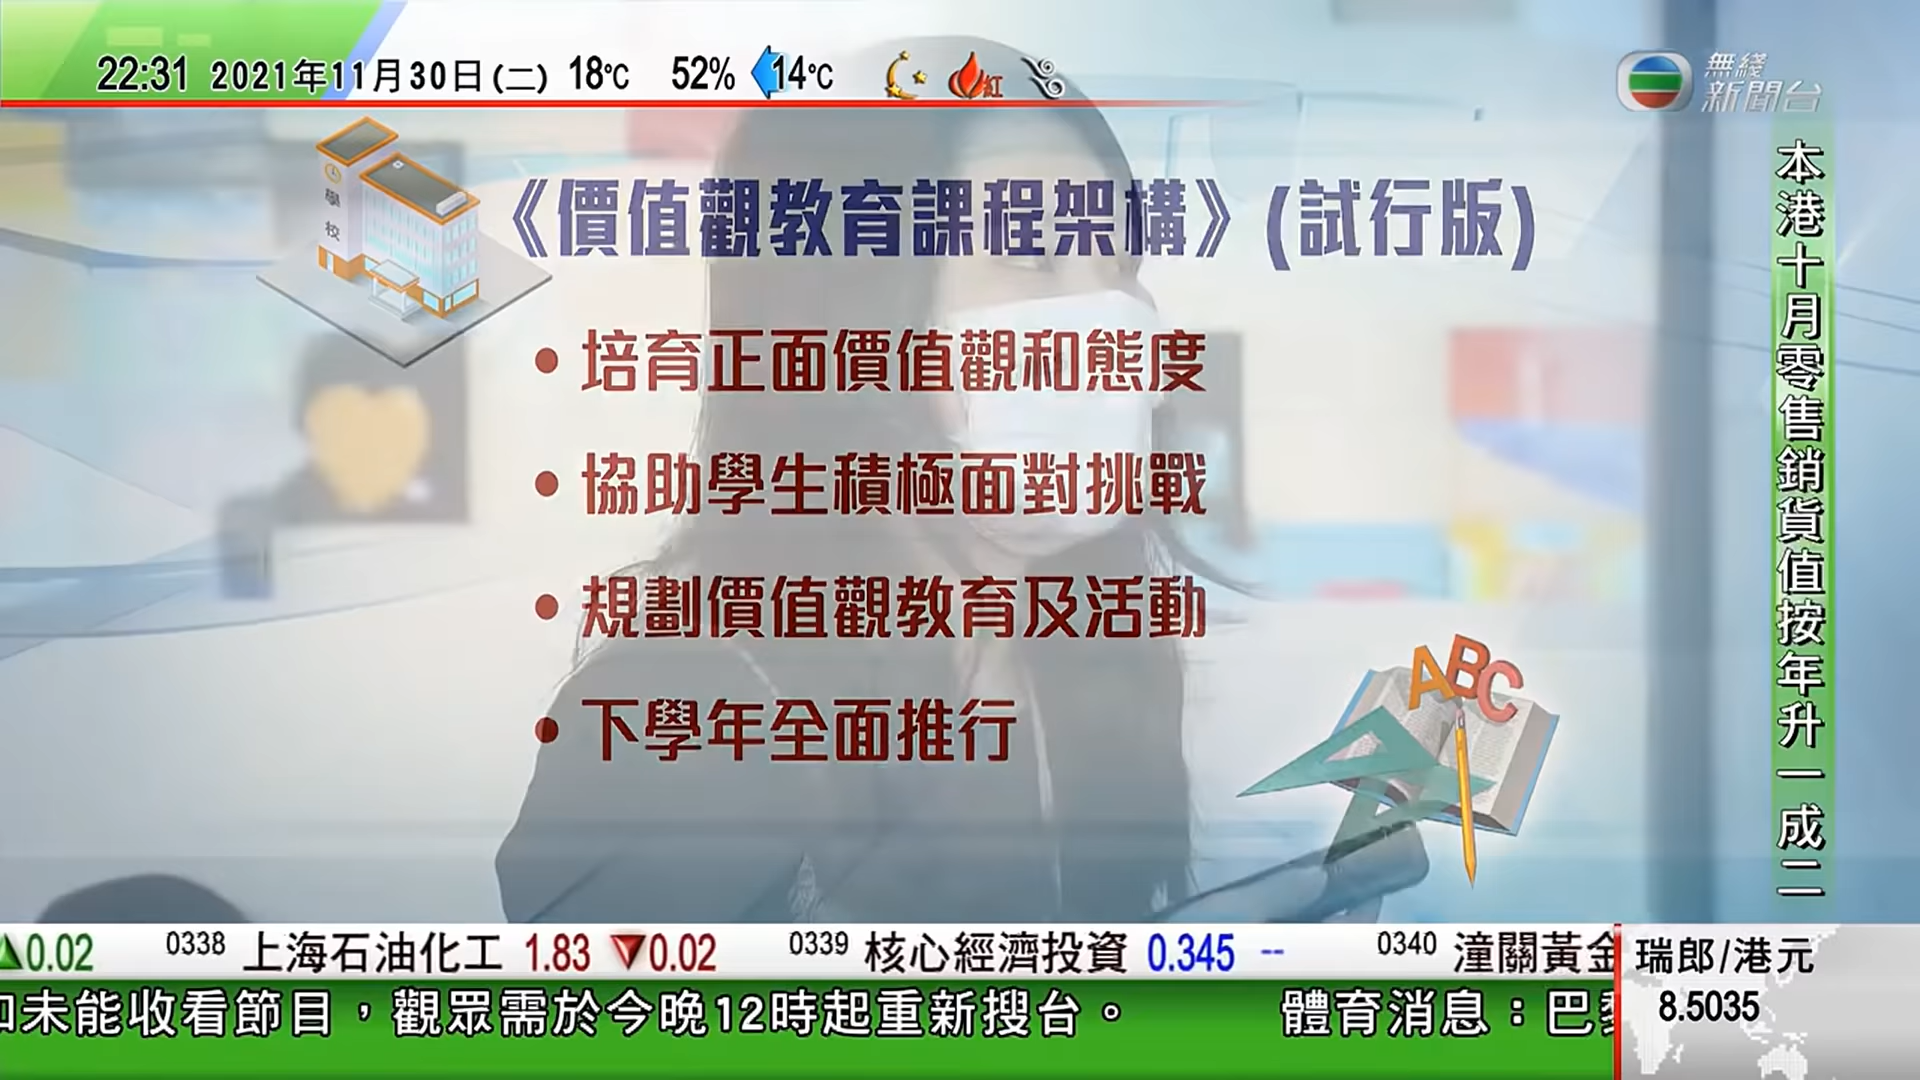 22:31 2021年11月30日(二) 18℃ 52% 14℃ 紅
無綫
新聞台
學校
《價值觀教育課程架構》(試行版)
• 培育正面價值觀和態度
• 協助學生積極面對挑戰
• 規劃價值觀教育及活動
• 下學年全面推行
ABC
本港十月零售銷貨值按年升一成二
▲0.02 0338 上海石油化工 1.83 ▼0.02 0339 核心經濟投資 0.345 -- 0340 潼關黃金
瑞郎/港元
8.5035
未能收看節目，觀眾需於今晚12時起重新搜台。 體育消息：巴